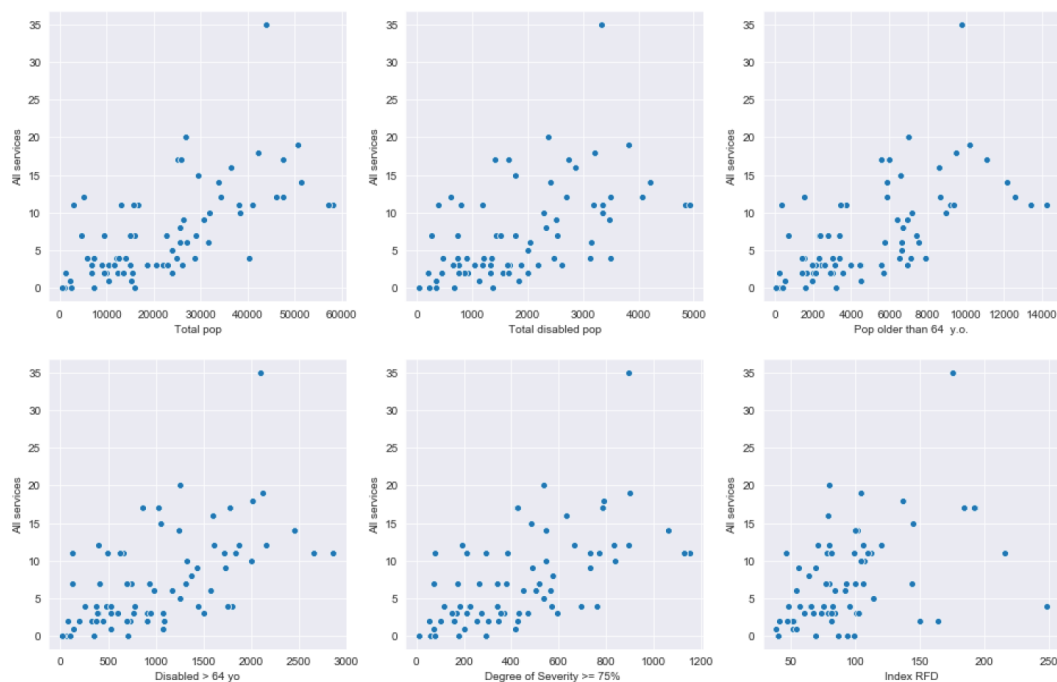 35
30
25
20
15
10
5
0
All services
0 10000 20000 30000 40000 50000 60000
Total pop
35
30
25
20
15
10
5
0
All services
0 1000 2000 3000 4000 5000
Total disabled pop
35
30
25
20
15
10
5
0
All services
0 2000 4000 6000 8000 10000 12000 14000
Pop older than 64 y.o.
35
30
25
20
15
10
5
0
All services
0 500 1000 1500 2000 2500 3000
Disabled > 64 yo
35
30
25
20
15
10
5
0
All services
0 200 400 600 800 1000 1200
Degree of Severity >= 75%
35
30
25
20
15
10
5
0
All services
50 100 150 200 250
Index RFD